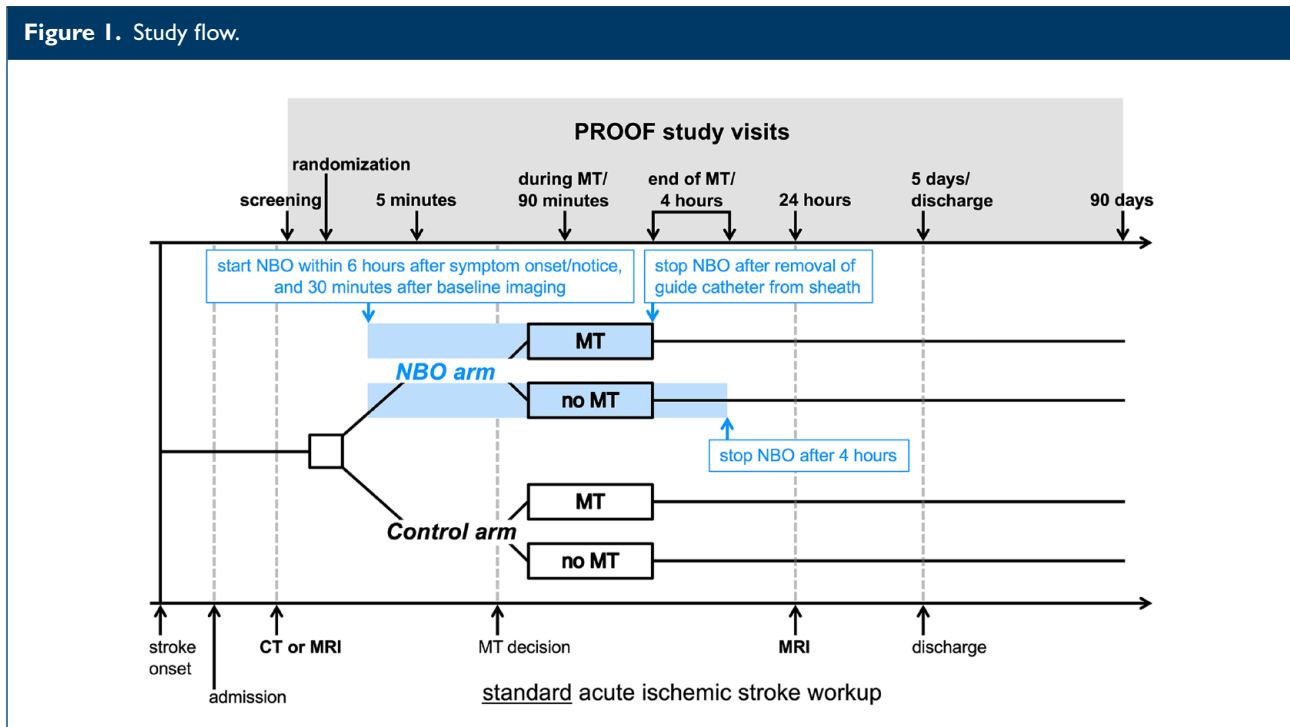 Figure 1. Study flow.
PROOF study visits
randomization
screening
5 minutes
during MT/
90 minutes
end of MT/
4 hours
24 hours
5 days/
discharge
90 days
start NBO within 6 hours after symptom onset/notice,
and 30 minutes after baseline imaging
stop NBO after removal of
guide catheter from sheath
MT
NBO arm
no MT
stop NBO after 4 hours
MT
Control arm
no MT
stroke
onset
admission
CT or MRI
MT decision
MRI
discharge
standard acute ischemic stroke workup